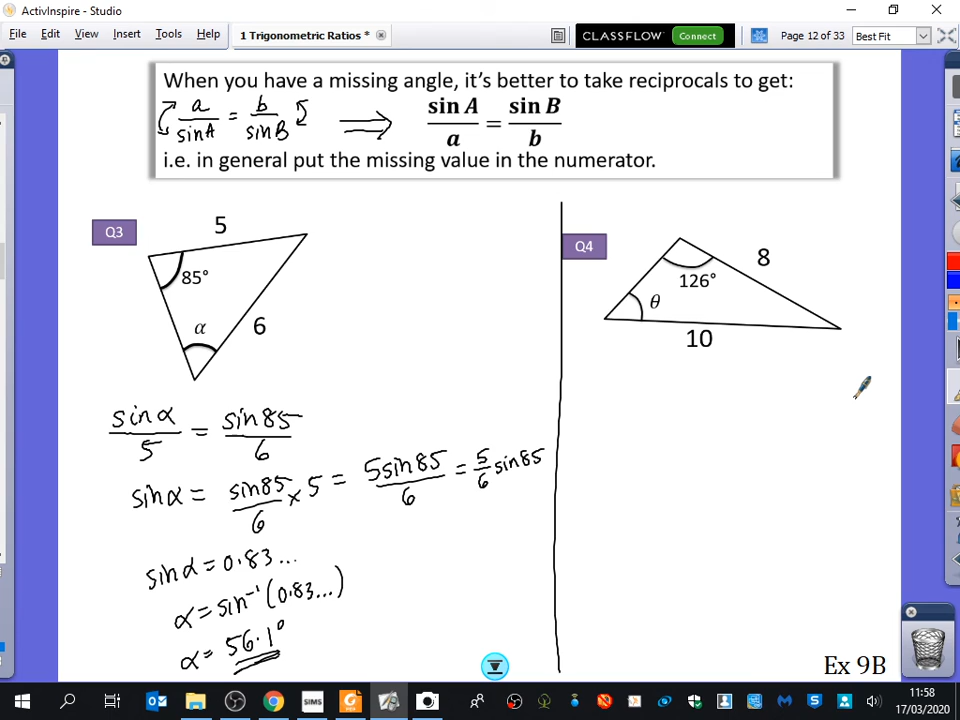 ActivInspire - Studio
File Edit View Insert Tools Help
1 Trigonometric Ratios *
CLASSFLOW Connect
Page 12 of 33
Best Fit
When you have a missing angle, it's better to take reciprocals to get:
a/sinA = b/sinB ⟹ sin A/a = sin B/b
i.e. in general put the missing value in the numerator.
Q3
5
85°
α
6
sinα/5 = sin85/6
sinα = sin85/6 × 5 = 5sin85/6 = 5/6 sin85
sinα = 0.83...
α = sin⁻¹(0.83...)
α = 56.1°
Q4
8
126°
θ
10
Ex 9B
SIMS
11:58
17/03/2020